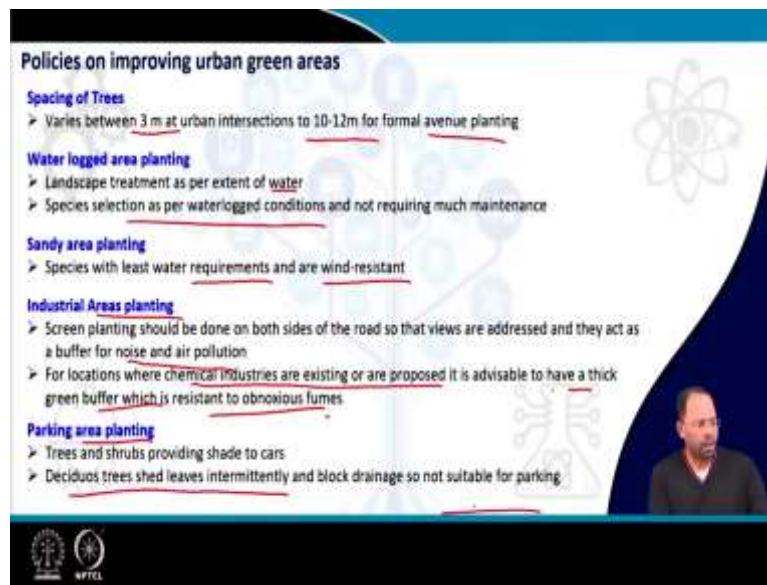 Policies on improving urban green areas
Spacing of Trees
➤ Varies between 3 m at urban intersections to 10-12m for formal avenue planting
Water logged area planting
➤ Landscape treatment as per extent of water
➤ Species selection as per waterlogged conditions and not requiring much maintenance
Sandy area planting
➤ Species with least water requirements and are wind-resistant
Industrial Areas planting
➤ Screen planting should be done on both sides of the road so that views are addressed and they act as
a buffer for noise and air pollution
➤ For locations where chemical industries are existing or are proposed it is advisable to have a thick
green buffer which is resistant to obnoxious fumes
Parking area planting
➤ Trees and shrubs providing shade to cars
➤ Deciduos trees shed leaves intermittently and block drainage so not suitable for parking
NPTEL